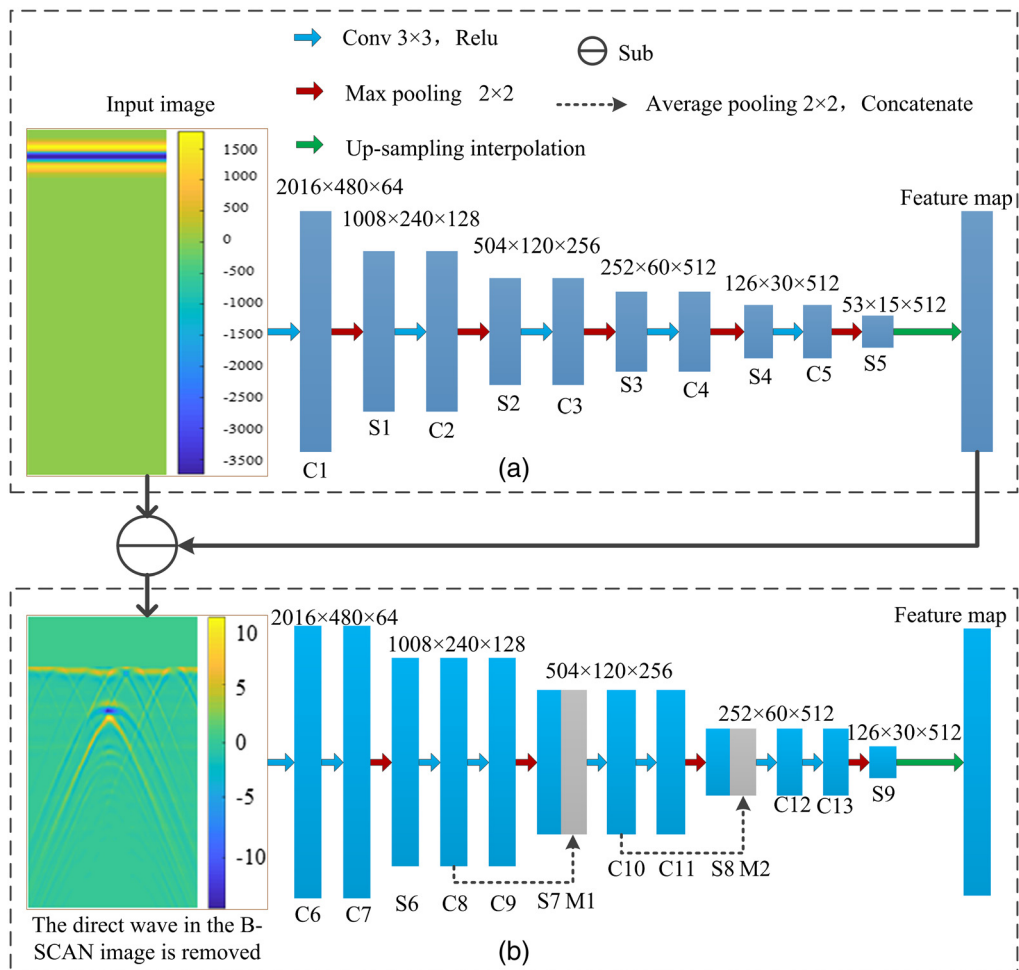 Conv 3×3，Relu
Sub
Input image
Max pooling 2×2
Average pooling 2×2，Concatenate
Up-sampling interpolation
1500
1000
500
0
-500
-1000
-1500
-2000
-2500
-3000
-3500
2016×480×64
1008×240×128
504×120×256
252×60×512
126×30×512
53×15×512
Feature map
C1
S1
C2
S2
C3
S3
C4
S4
C5
S5
(a)
10
5
0
-5
-10
The direct wave in the B-
SCAN image is removed
2016×480×64
1008×240×128
504×120×256
252×60×512
126×30×512
Feature map
C6
C7
S6
C8
C9
S7 M1
C10
C11
S8 M2
C12
C13
S9
(b)